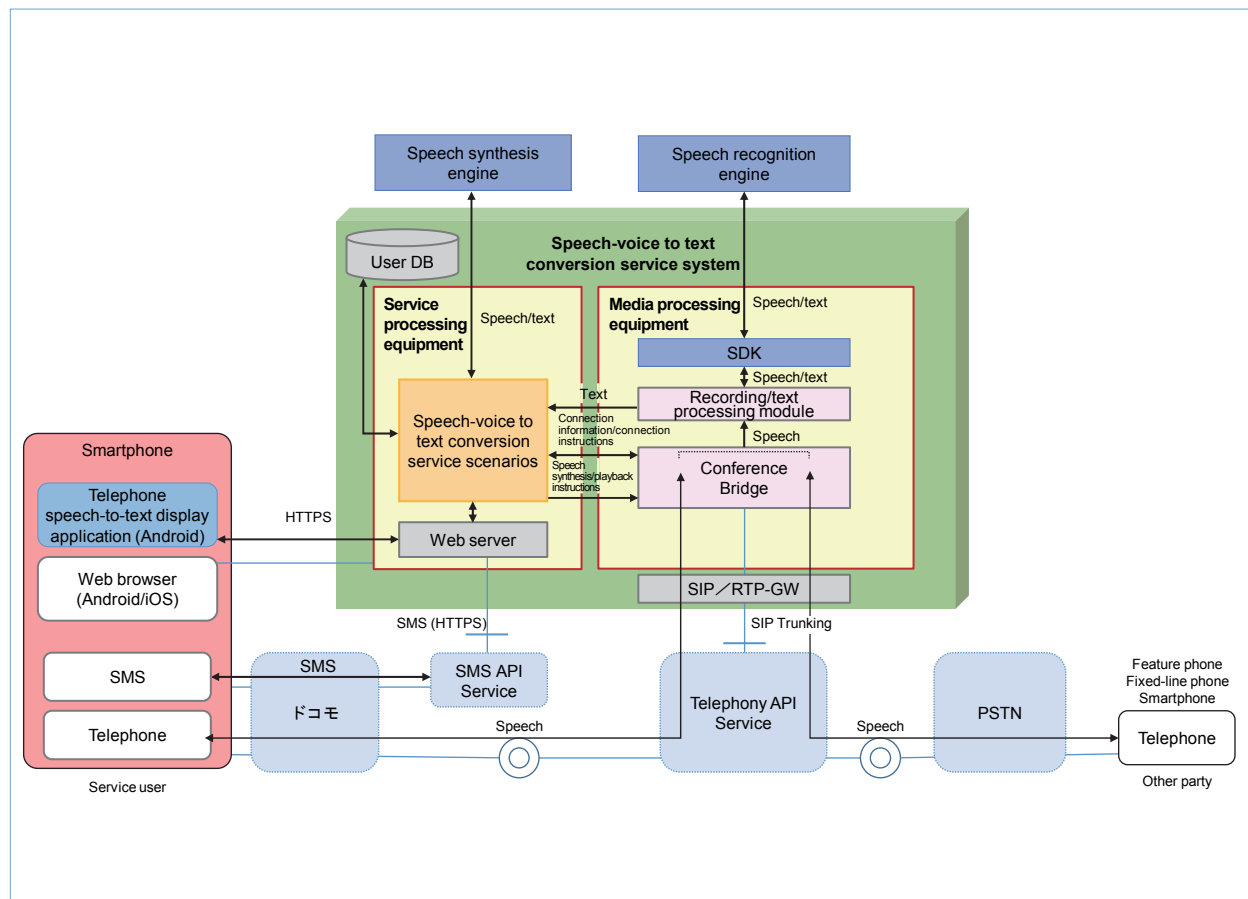 Speech synthesis
engine
Speech recognition
engine
Speech-voice to text
conversion service system
User DB
Service
processing
equipment
Speech/text
Media processing
equipment
Speech/text
SDK
Speech/text
Text
Recording/text
processing module
Connection
information/connection
instructions
Speech
Speech-voice to
text conversion
service scenarios
Speech
synthesis/playback
instructions
Conference
Bridge
Smartphone
Telephone
speech-to-text display
application (Android)
HTTPS
Web server
Web browser
(Android/iOS)
SIP／RTP-GW
SMS (HTTPS)
SIP Trunking
SMS
SMS
SMS API
Service
ドコモ
Telephony API
Service
PSTN
Feature phone
Fixed-line phone
Smartphone
Telephone
Speech
Speech
Telephone
Service user
Other party